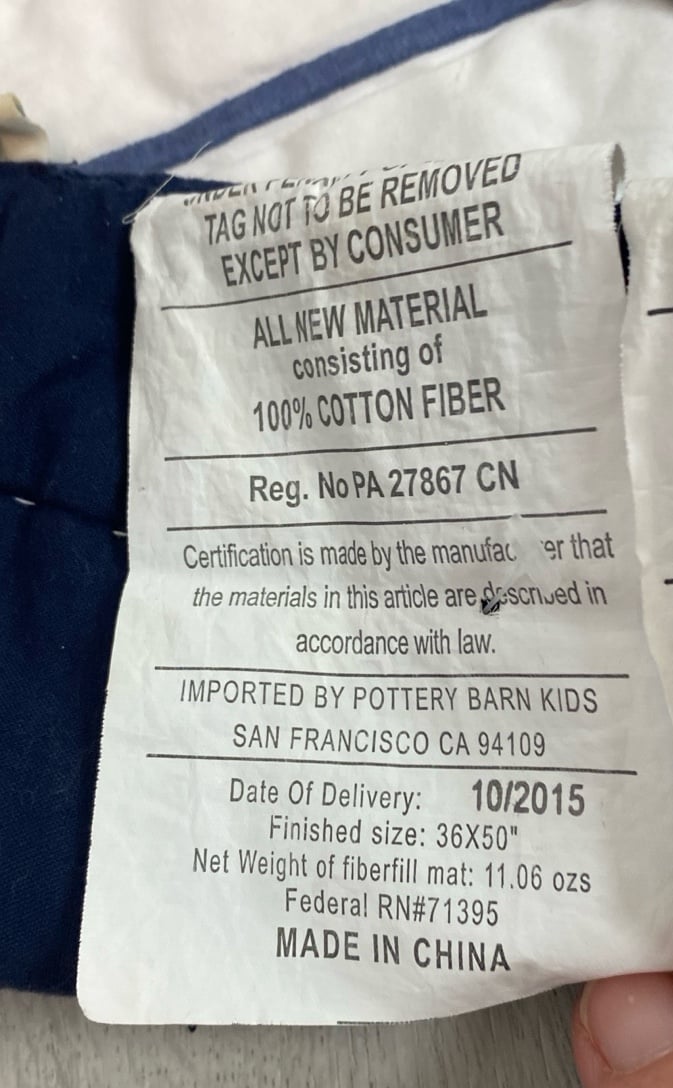 TAG NOT TO BE REMOVED
EXCEPT BY CONSUMER
ALL NEW MATERIAL
consisting of
100% COTTON FIBER
Reg. No PA 27867 CN
Certification is made by the manufac er that
the materials in this article are described in
accordance with law.
IMPORTED BY POTTERY BARN KIDS
SAN FRANCISCO CA 94109
Date Of Delivery: 10/2015
Finished size: 36X50"
Net Weight of fiberfill mat: 11.06 ozs
Federal RN#71395
MADE IN CHINA